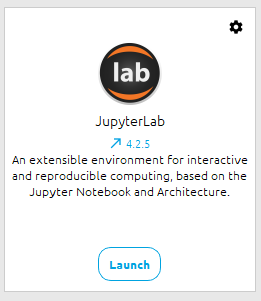 lab
JupyterLab
4.2.5
An extensible environment for interactive
and reproducible computing, based on the
Jupyter Notebook and Architecture.
Launch